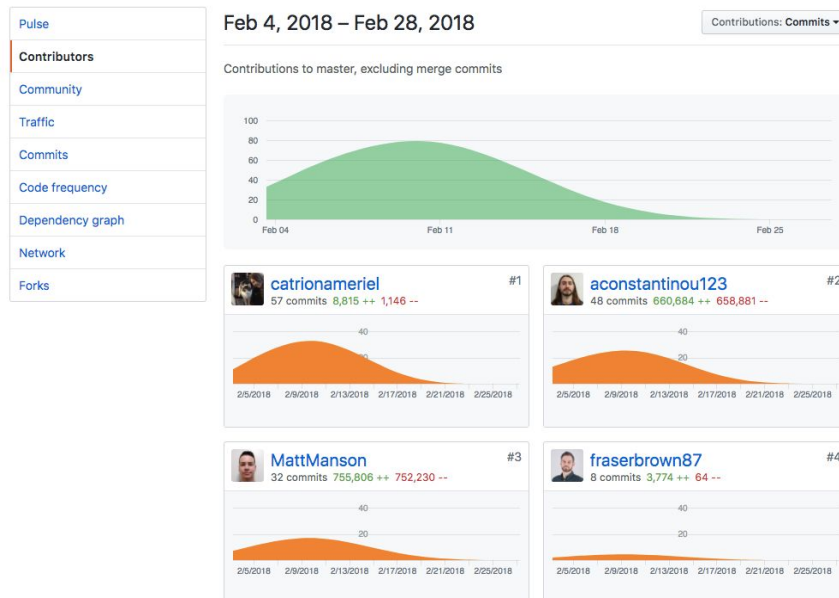 Pulse
Contributors
Community
Traffic
Commits
Code frequency
Dependency graph
Network
Forks
Feb 4, 2018 – Feb 28, 2018
Contributions: Commits
Contributions to master, excluding merge commits
100
80
60
40
20
0
Feb 04 Feb 11 Feb 18 Feb 25
catrionameriel #1
57 commits 8,815 ++ 1,146 --
40
20
2/5/2018 2/9/2018 2/13/2018 2/17/2018 2/21/2018 2/25/2018
aconstantinou123 #2
48 commits 660,684 ++ 658,881 --
40
20
2/5/2018 2/9/2018 2/13/2018 2/17/2018 2/21/2018 2/25/2018
MattManson #3
32 commits 755,806 ++ 752,230 --
40
20
2/5/2018 2/9/2018 2/13/2018 2/17/2018 2/21/2018 2/25/2018
fraserbrown87 #4
8 commits 3,774 ++ 64 --
40
20
2/5/2018 2/9/2018 2/13/2018 2/17/2018 2/21/2018 2/25/2018